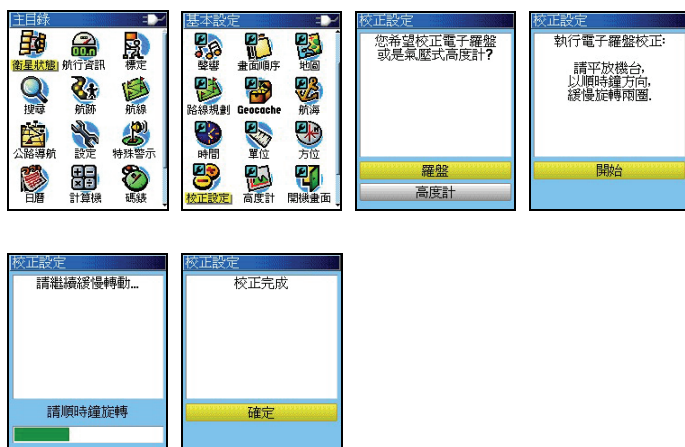 主目錄
衛星狀態 航行資訊 標定
搜尋 航跡 航線
公路導航 設定 特殊警示
日曆 計算機 碼錶
基本設定
聲響 畫面順序 地圖
路線規劃 Geocache 航海
時間 單位 方位
校正設定 高度計 開機畫面
校正設定
您希望校正電子羅盤
或是氣壓式高度計?
羅盤
高度計
校正設定
執行電子羅盤校正:
請平放機台,
以順時鐘方向,
緩慢旋轉兩圈.
開始
校正設定
請繼續緩慢轉動...
請順時鐘旋轉
校正設定
校正完成
確定